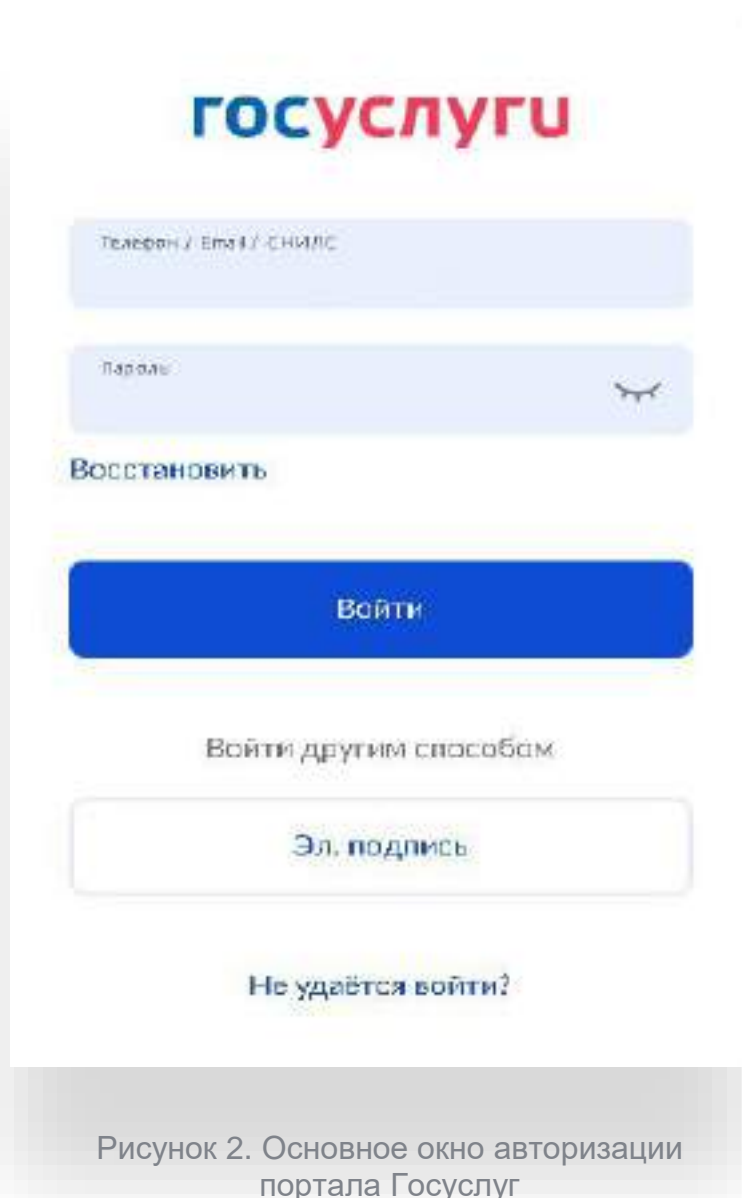 госуслуги
Телефон / Email / СНИЛС
Пароль
Восстановить
Войти
Войти другим способом
Эл. подпись
Не удаётся войти?
Рисунок 2. Основное окно авторизации
портала Госуслуг